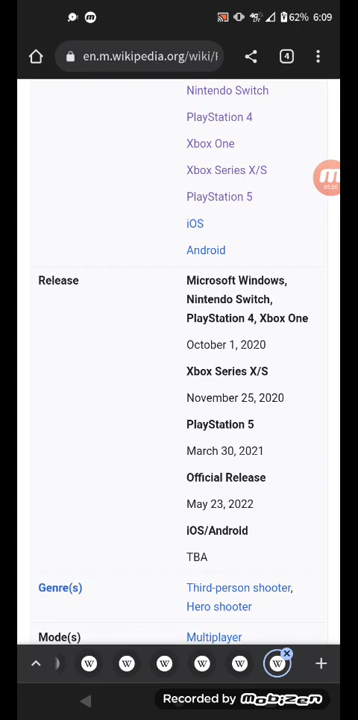 62% 6:09
en.m.wikipedia.org/wiki/
4
Nintendo Switch
PlayStation 4
Xbox One
Xbox Series X/S
PlayStation 5
iOS
Android
Release
Microsoft Windows,
Nintendo Switch,
PlayStation 4, Xbox One
October 1, 2020
Xbox Series X/S
November 25, 2020
PlayStation 5
March 30, 2021
Official Release
May 23, 2022
iOS/Android
TBA
Genre(s)
Third-person shooter,
Hero shooter
Mode(s)
Multiplayer
W W W W W W
Recorded by mobizen